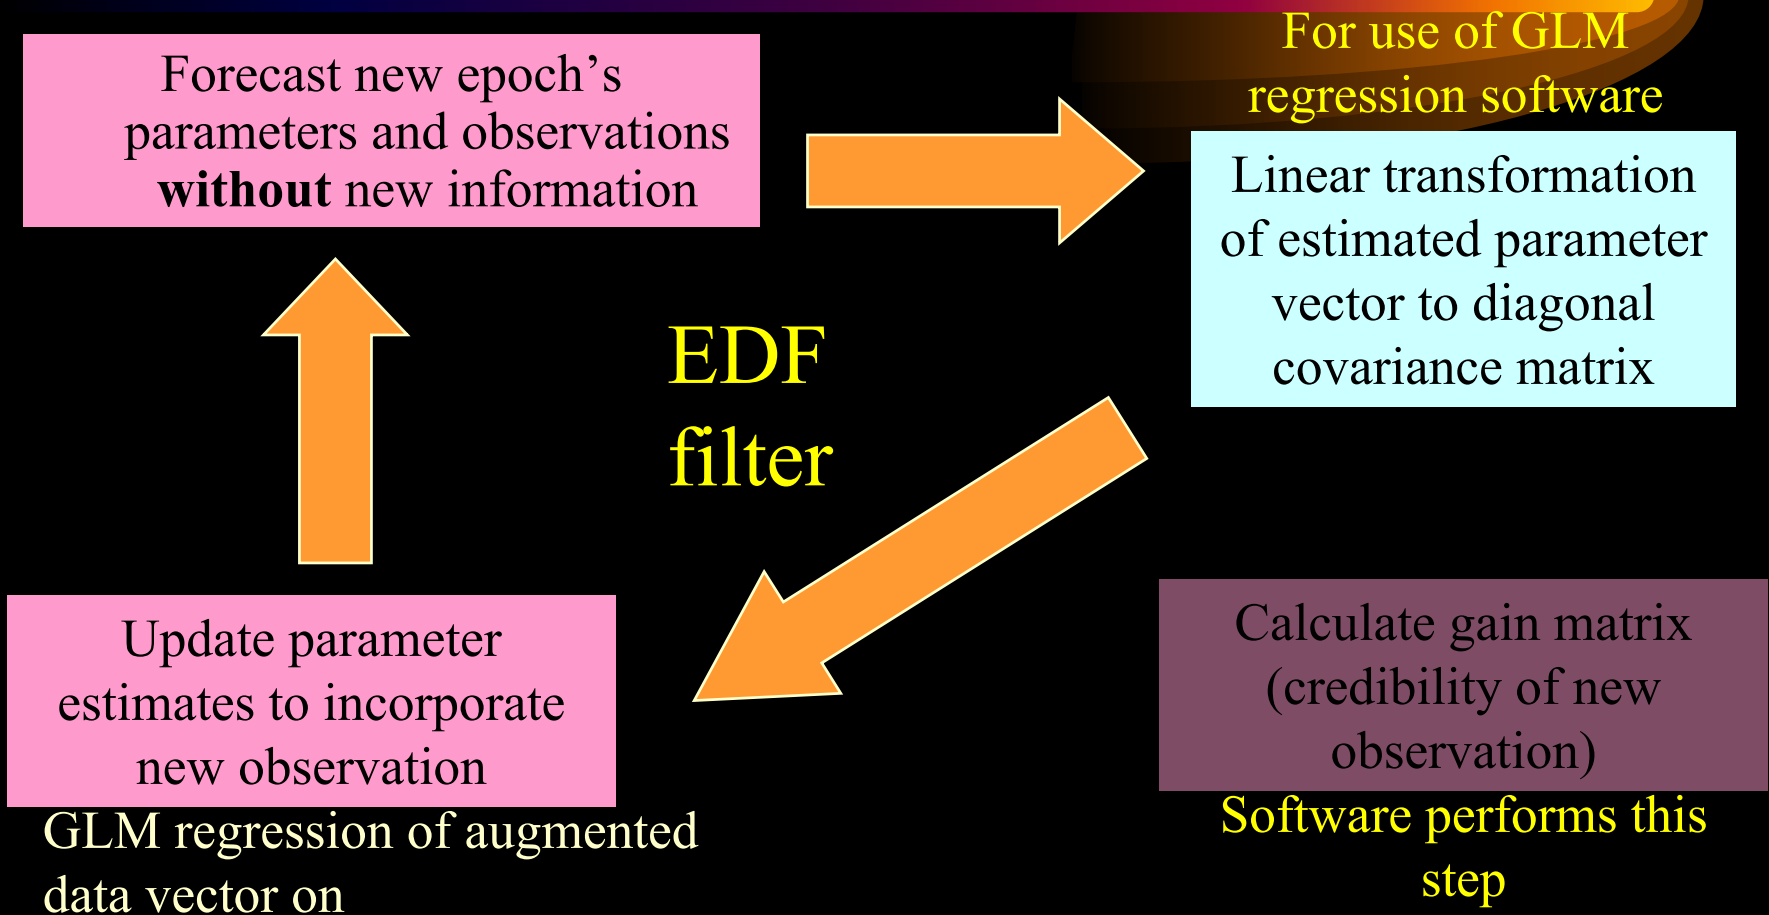 Forecast new epoch’s
parameters and observations
without new information
For use of GLM
regression software
Linear transformation
of estimated parameter
vector to diagonal
covariance matrix
EDF
filter
Update parameter
estimates to incorporate
new observation
GLM regression of augmented
data vector on
Calculate gain matrix
(credibility of new
observation)
Software performs this
step